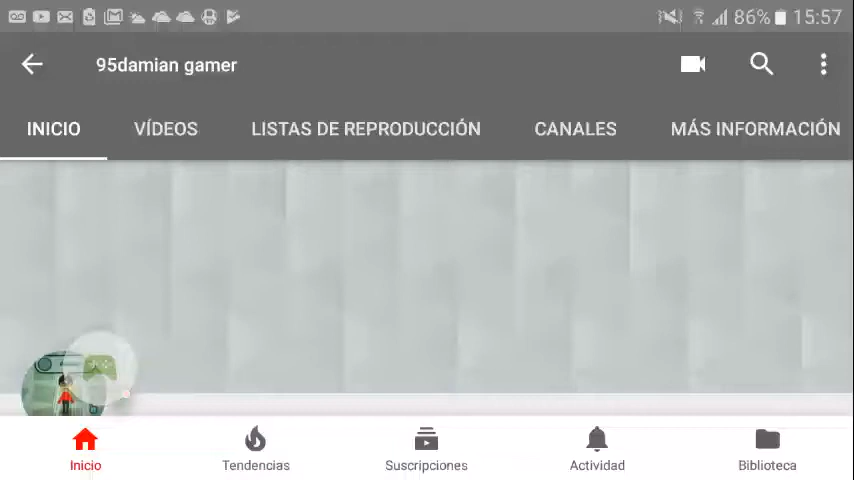 86% 15:57
95damian gamer
INICIO VÍDEOS LISTAS DE REPRODUCCIÓN CANALES MÁS INFORMACIÓN
Inicio Tendencias Suscripciones Actividad Biblioteca